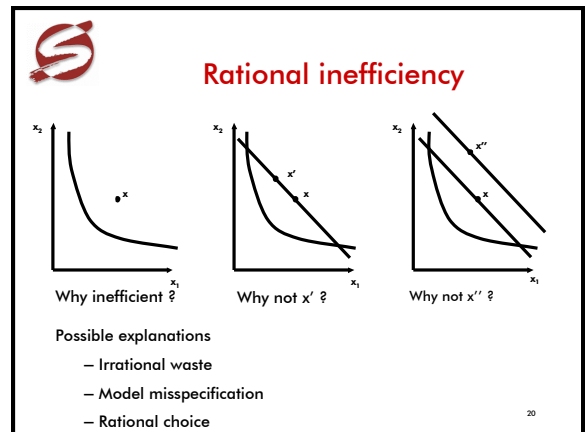 Rational inefficiency
x₂
x
x₁
Why inefficient ?
x₂
x'
x
Why not x' ?
x₂
x''
x
x₁
Why not x'' ?
Possible explanations
– Irrational waste
– Model misspecification
– Rational choice
20